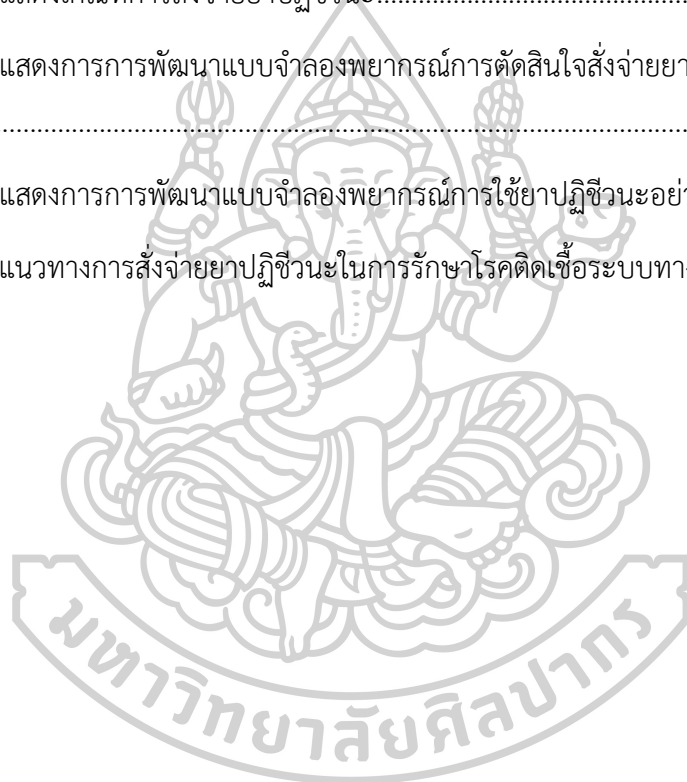 แสดงการการพัฒนาแบบจำลองพยากรณ์การตัดสินใจสั่งจ่ายยา
....................................................................................................
แสดงการการพัฒนาแบบจำลองพยากรณ์การใช้ยาปฏิชีวนะอย่า
แนวทางการสั่งจ่ายยาปฏิชีวนะในการรักษาโรคติดเชื้อระบบทา
มหาวิทยาลัยศิลปากร